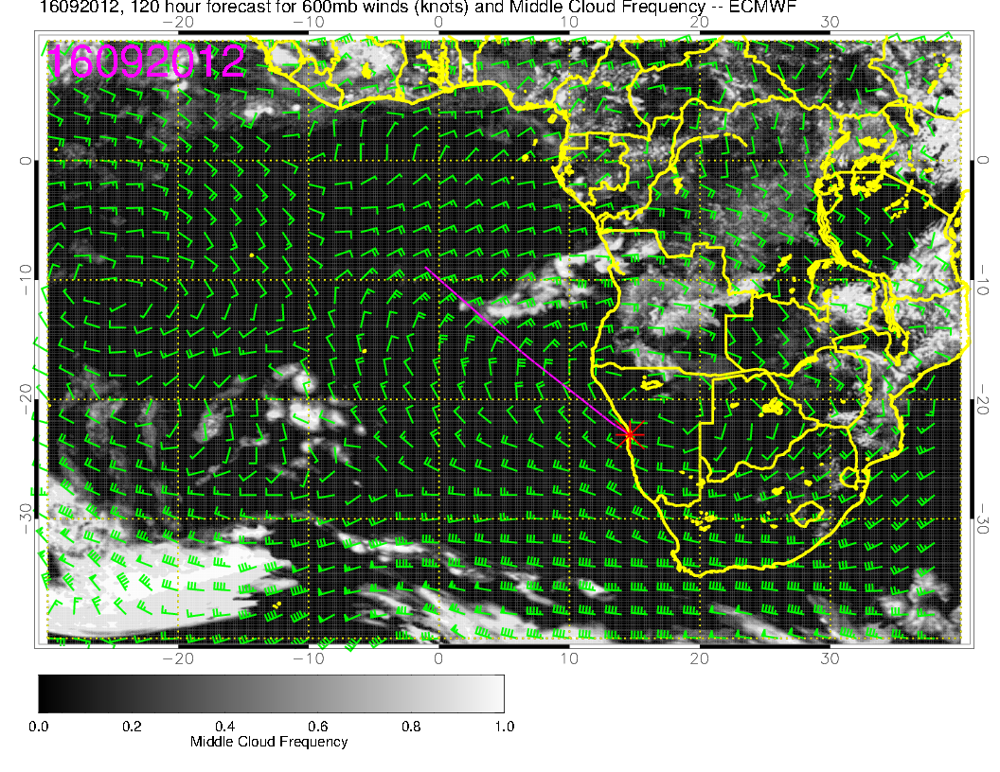 16092012, 120 hour forecast for 600mb winds (knots) and Middle Cloud Frequency -- ECMWF
−20 −10 0 10 20 30
16092012
0 0
−10 −10
−20 −20
−30 −30
−20 −10 0 10 20 30
0.0 0.2 0.4 0.6 0.8 1.0
Middle Cloud Frequency